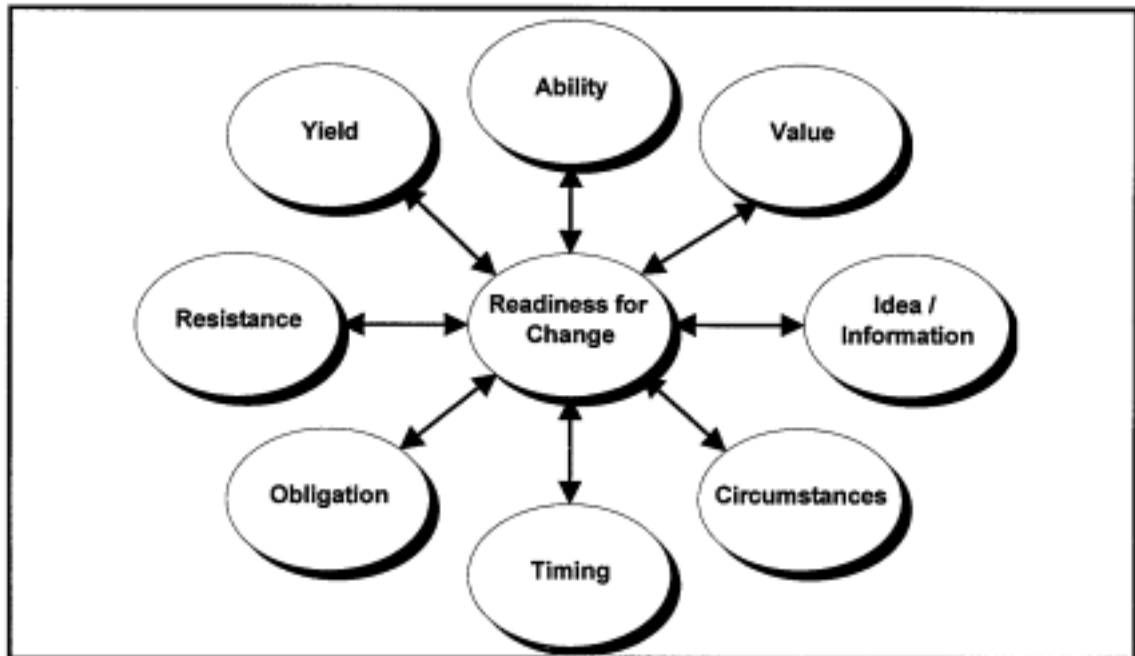 Ability
Yield
Value
Resistance
Readiness for
Change
Idea /
Information
Obligation
Circumstances
Timing